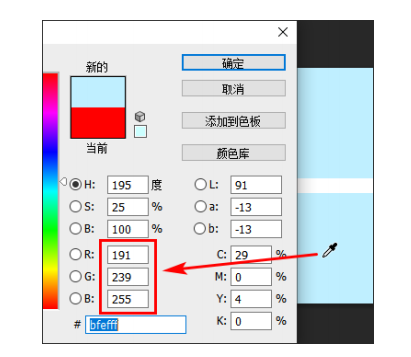 新的
确定
取消
添加到色板
当前
颜色库
H: 195 度
L: 91
S: 25 %
a: -13
B: 100 %
b: -13
R: 191
C: 29 %
G: 239
M: 0 %
B: 255
Y: 4 %
# bfefff
K: 0 %